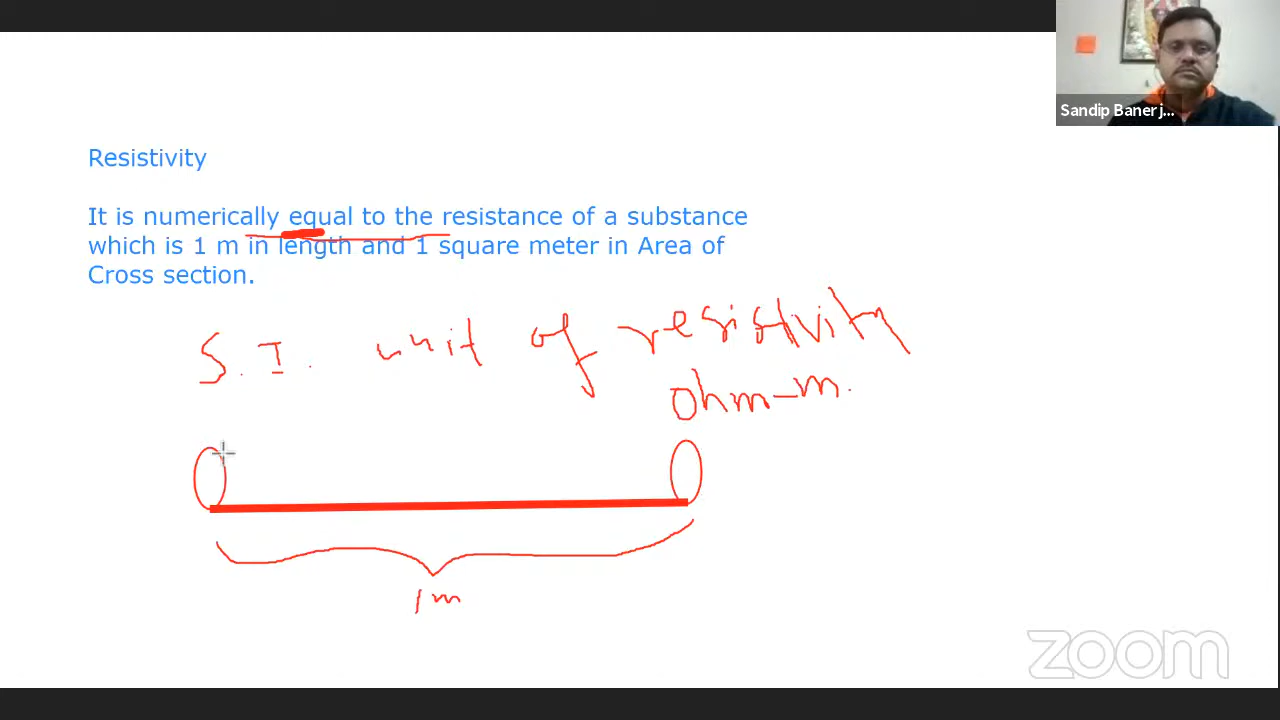 Sandip Banerj...
Resistivity
It is numerically equal to the resistance of a substance
which is 1 m in length and 1 square meter in Area of
Cross section.
S.I. unit of resistivity
ohm-m.
1m
zoom